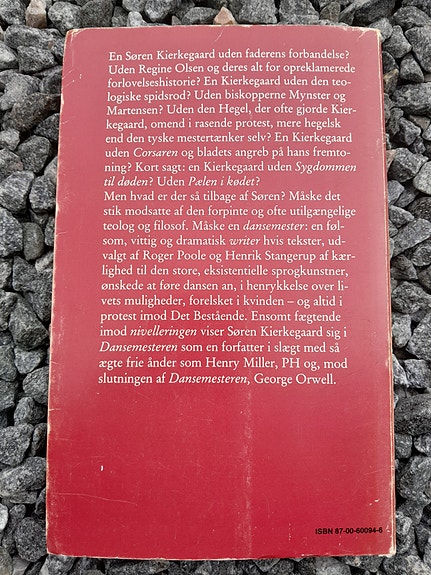 En Søren Kierkegaard uden faderens forbandelse?
Uden Regine Olsen og deres alt for opreklamerede
forlovelseshistorie? En Kierkegaard uden den teo-
logiske spidsrod? Uden biskopperne Mynster og
Martensen? Uden den Hegel, der ofte gjorde Kier-
kegaard, omend i rasende protest, mere hegelsk
end den tyske mestertænker selv? En Kierkegaard
uden Corsaren og bladets angreb på hans fremto-
ning? Kort sagt: en Kierkegaard uden Sygdommen
til døden? Uden Pælen i kødet?
Men hvad er der så tilbage af Søren? Måske det
stik modsatte af den forpinte og ofte utilgængelige
teolog og filosof. Måske en dansemester: en føl-
som, vittig og dramatisk writer hvis tekster, ud-
valgt af Roger Poole og Henrik Stangerup af kær-
lighed til den store, eksistentielle sprogkunstner,
ønskede at føre dansen an, i henrykkelse over li-
vets muligheder, forelsket i kvinden – og altid i
protest imod Det Bestående. Ensomt fægtende
imod nivelleringen viser Søren Kierkegaard sig i
Dansemesteren som en forfatter i slægt med så
ægte frie ånder som Henry Miller, PH og, mod
slutningen af Dansemesteren, George Orwell.
ISBN 87-00-60094-6